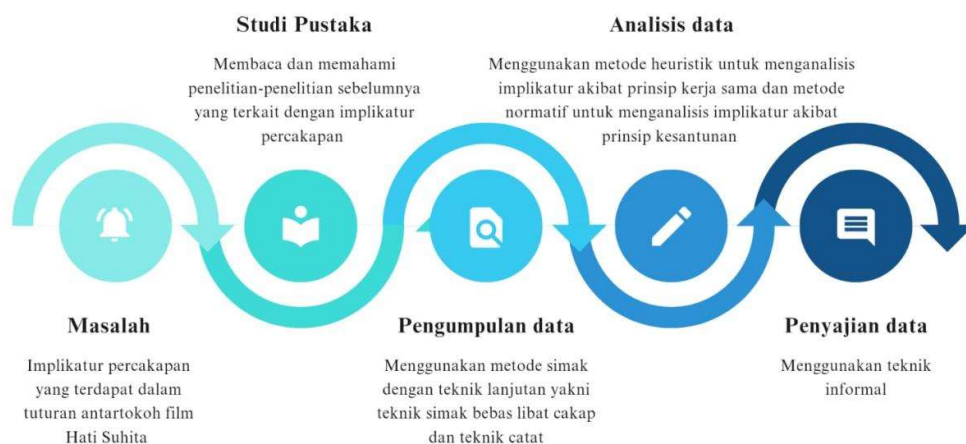 Studi Pustaka
Membaca dan memahami
penelitian-penelitian sebelumnya
yang terkait dengan implikatur
percakapan
Analisis data
Menggunakan metode heuristik untuk menganalisis
implikatur akibat prinsip kerja sama dan metode
normatif untuk menganalisis implikatur akibat
prinsip kesantunan
Masalah
Implikatur percakapan
yang terdapat dalam
tuturan antartokoh film
Hati Suhita
Pengumpulan data
Menggunakan metode simak
dengan teknik lanjutan yakni
teknik simak bebas libat cakap
dan teknik catat
Penyajian data
Menggunakan teknik
informal